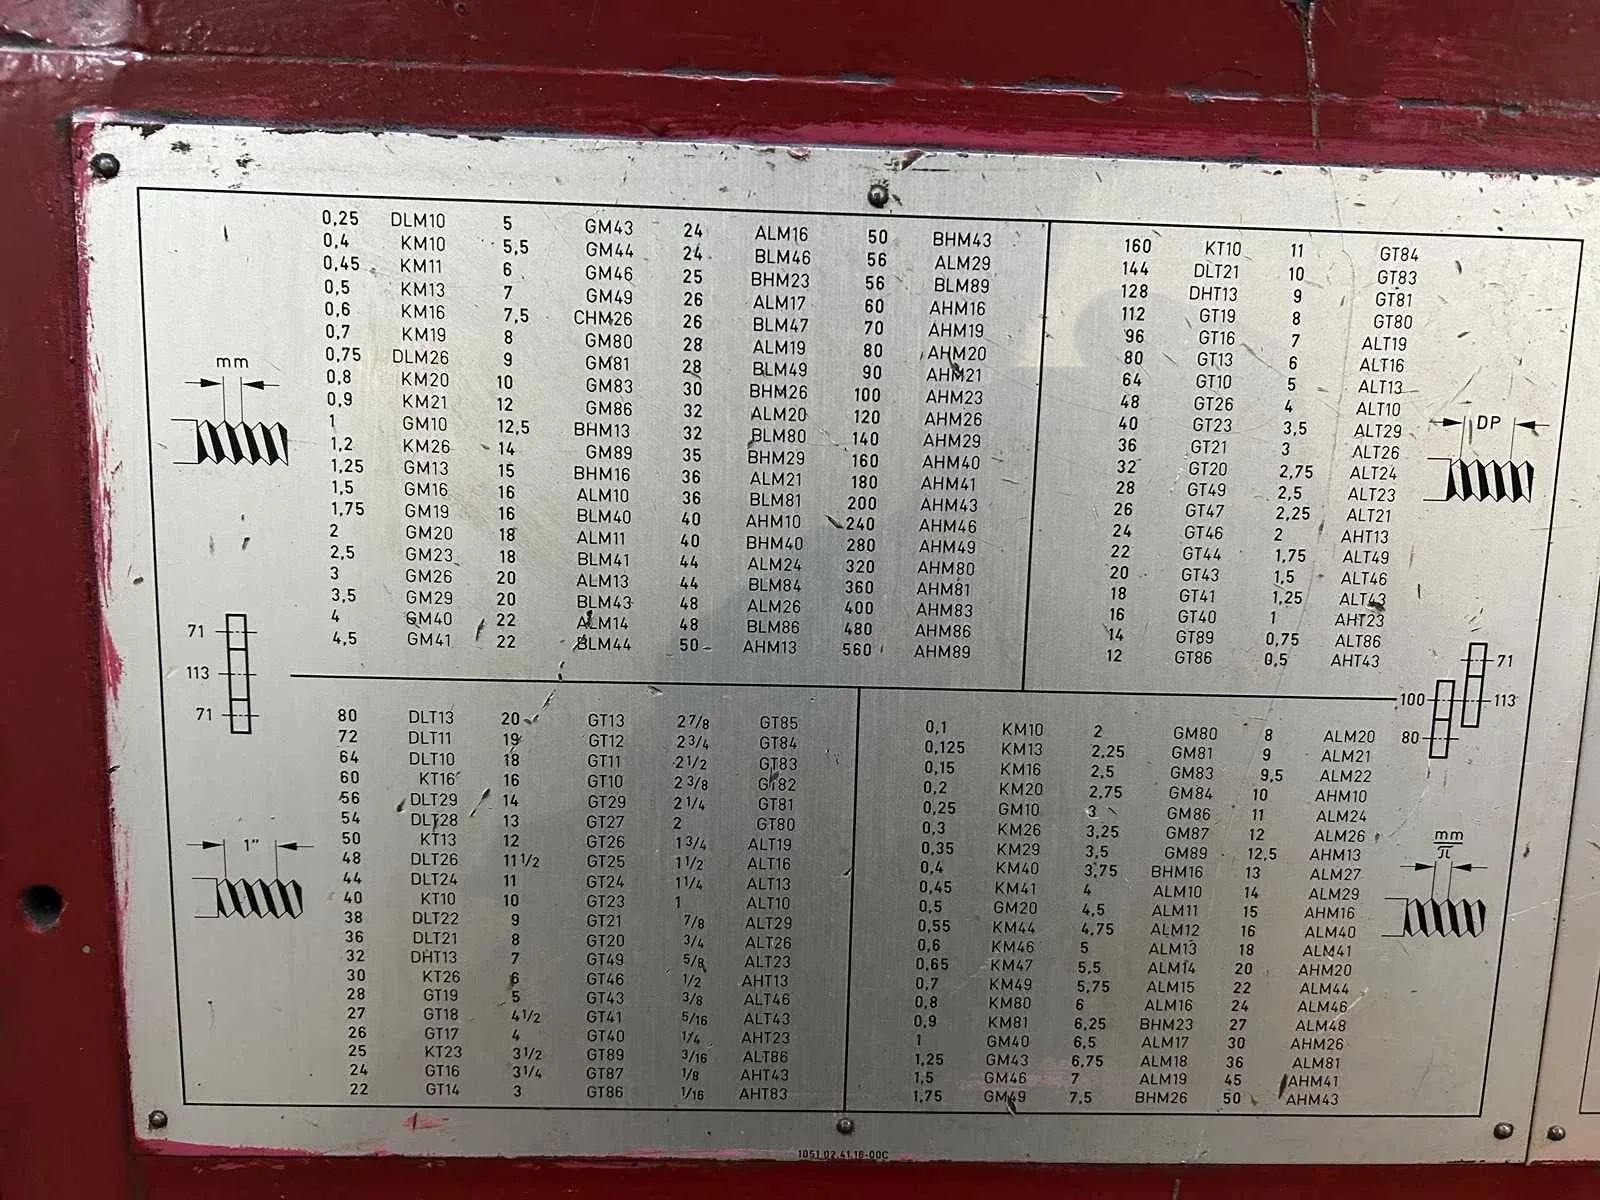 0,25 DLM10 5 GM43 24 ALM16 50 BHM43
0,4 KM10 5,5 GM44 24 BLM46 56 ALM29
0,45 KM11 6 GM46 25 BHM23 56 BLM89
0,5 KM13 7 GM49 26 ALM17 60 AHM16
0,6 KM16 7,5 CHM26 26 BLM47 70 AHM19
0,7 KM19 8 GM80 28 ALM19 80 AHM20
0,75 DLM26 9 GM81 28 BLM49 90 AHM21
0,8 KM20 10 GM83 30 BHM26 100 AHM23
0,9 KM21 12 GM86 32 ALM20 120 AHM26
1 GM10 12,5 BHM13 32 BLM80 140 AHM29
1,2 KM26 14 GM89 35 BHM29 160 AHM40
1,25 GM13 15 BHM16 36 ALM21 180 AHM41
1,5 GM16 16 ALM10 36 BLM81 200 AHM43
1,75 GM19 16 BLM40 40 AHM10 240 AHM46
2 GM20 18 ALM11 40 BHM40 280 AHM49
2,5 GM23 18 BLM41 44 ALM24 320 AHM80
3 GM26 20 ALM13 44 BLM84 360 AHM81
3,5 GM29 20 BLM43 48 ALM26 400 AHM83
4 GM40 22 ALM14 48 BLM86 480 AHM86
4,5 GM41 22 BLM44 50 AHM13 560 AHM89
mm
71
113
71
160 KT10 11 GT84
144 DLT21 10 GT83
128 DHT13 9 GT81
112 GT19 8 GT80
96 GT16 7 ALT19
80 GT13 6 ALT16
64 GT10 5 ALT13
48 GT26 4 ALT10
40 GT23 3,5 ALT29
36 GT21 3 ALT26
32 GT20 2,75 ALT24
28 GT49 2,5 ALT23
26 GT47 2,25 ALT21
24 GT46 2 AHT13
22 GT44 1,75 ALT49
20 GT43 1,5 ALT46
18 GT41 1,25 ALT43
16 GT40 1 AHT23
14 GT89 0,75 ALT86
12 GT86 0,5 AHT43
DP
71
100 113
80
80 DLT13 20 GT13 2 7/8 GT85
72 DLT11 19 GT12 2 3/4 GT84
64 DLT10 18 GT11 2 1/2 GT83
60 KT16 16 GT10 2 3/8 GT82
56 DLT29 14 GT29 2 1/4 GT81
54 DLT28 13 GT27 2 GT80
50 KT13 12 GT26 1 3/4 ALT19
48 DLT26 11 1/2 GT25 1 1/2 ALT16
44 DLT24 11 GT24 1 1/4 ALT13
40 KT10 10 GT23 1 ALT10
38 DLT22 9 GT21 7/8 ALT29
36 DLT21 8 GT20 3/4 ALT26
32 DHT13 7 GT49 5/8 ALT23
30 KT26 6 GT46 1/2 AHT13
28 GT19 5 GT43 3/8 ALT46
27 GT18 4 1/2 GT41 5/16 ALT43
26 GT17 4 GT40 1/4 AHT23
25 KT23 3 1/2 GT89 3/16 ALT86
24 GT16 3 1/4 GT87 1/8 AHT43
22 GT14 3 GT86 1/16 AHT83
1"
0,1 KM10 2 GM80 8 ALM20
0,125 KM13 2,25 GM81 9 ALM21
0,15 KM16 2,5 GM83 9,5 ALM22
0,2 KM20 2,75 GM84 10 AHM10
0,25 GM10 3 GM86 11 ALM24
0,3 KM26 3,25 GM87 12 ALM26
0,35 KM29 3,5 GM89 12,5 AHM13
0,4 KM40 3,75 BHM16 13 ALM27
0,45 KM41 4 ALM10 14 ALM29
0,5 GM20 4,5 ALM11 15 AHM16
0,55 KM44 4,75 ALM12 16 ALM40
0,6 KM46 5 ALM13 18 ALM41
0,65 KM47 5,5 ALM14 20 AHM20
0,7 KM49 5,75 ALM15 22 ALM44
0,8 KM80 6 ALM16 24 ALM46
0,9 KM81 6,25 BHM23 27 ALM48
1 GM40 6,5 ALM17 30 AHM26
1,25 GM43 6,75 ALM18 36 ALM81
1,5 GM46 7 ALM19 45 AHM41
1,75 GM49 7,5 BHM26 50 AHM43
mm
π
1051.02.41.16-00C